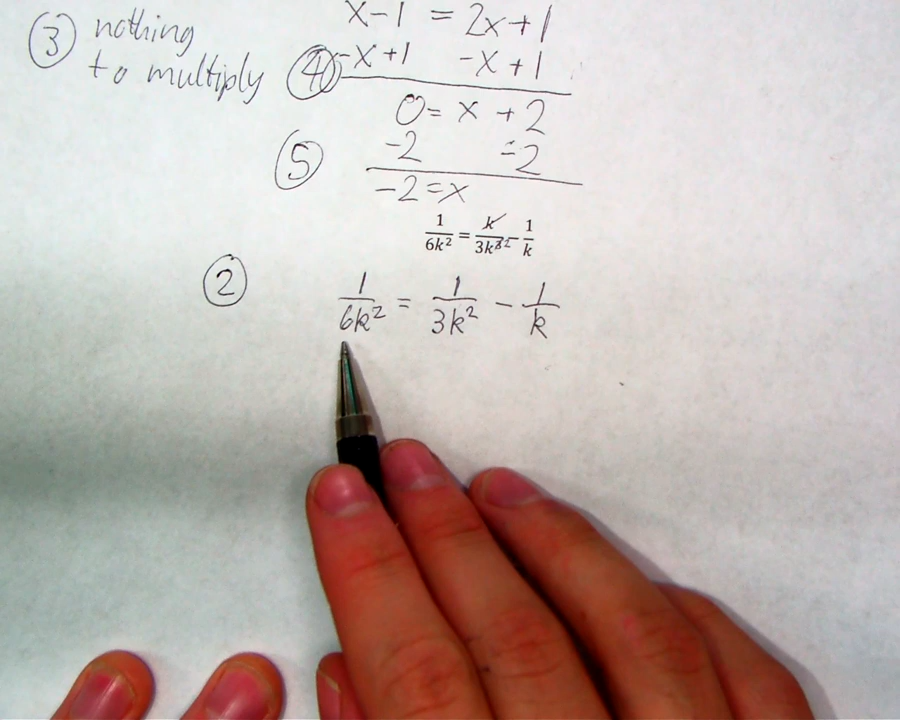 ③ nothing
to multiply
x-1 = 2x+1
④ -x+1 -x+1
0 = x + 2
⑤ -2 -2
-2 = x
1/6k² = k/3k³² - 1/k
② 1/6k² = 1/3k² - 1/k